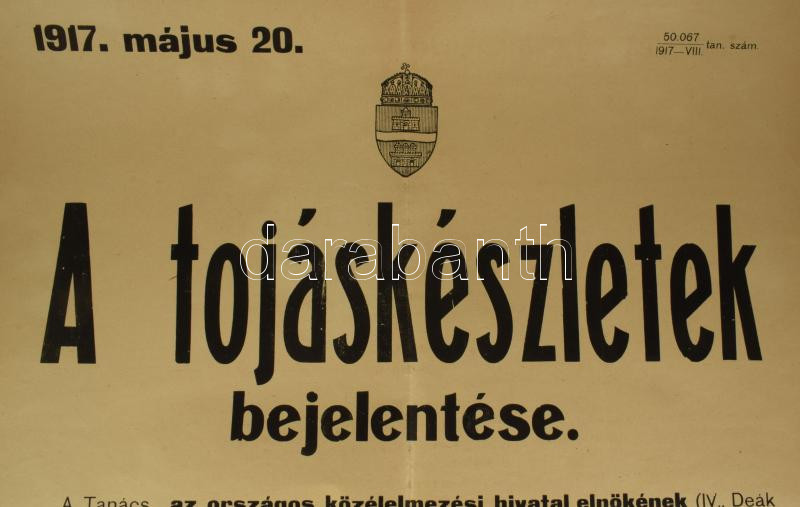 1917. május 20.
50.067
1917—VIII. tan. szám.
A tojáskészletek
darabanth
bejelentése.
A Tanács az országos közélelmezési hivatal elnökének (IV., Deák